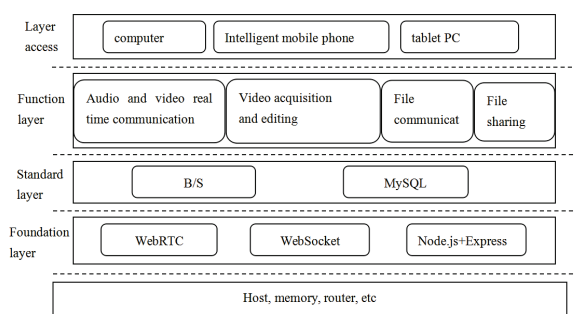 Layer
access
computer
Intelligent mobile phone
tablet PC
Function
layer
Audio and video real
time communication
Video acquisition
and editing
File
communicat
File
sharing
Standard
layer
B/S
MySQL
Foundation
layer
WebRTC
WebSocket
Node.js+Express
Host, memory, router, etc